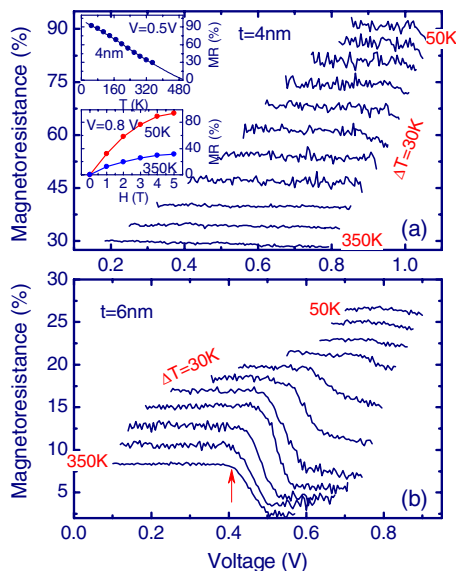 Magnetoresistance (%)
90
75
60
45
30
t=4nm
V=0.5V
4nm
90
60
30
0
MR (%)
0 160 320 480
T (K)
V=0.8 V
50K
350K
80
40
0
MR (%)
0 1 2 3 4 5
H (T)
50K
ΔT=30K
350K
(a)
0.2 0.4 0.6 0.8 1.0
Magnetoresistance (%)
30
25
20
15
10
5
t=6nm
50K
ΔT=30K
350K
(b)
0.0 0.2 0.4 0.6 0.8 1.0
Voltage (V)